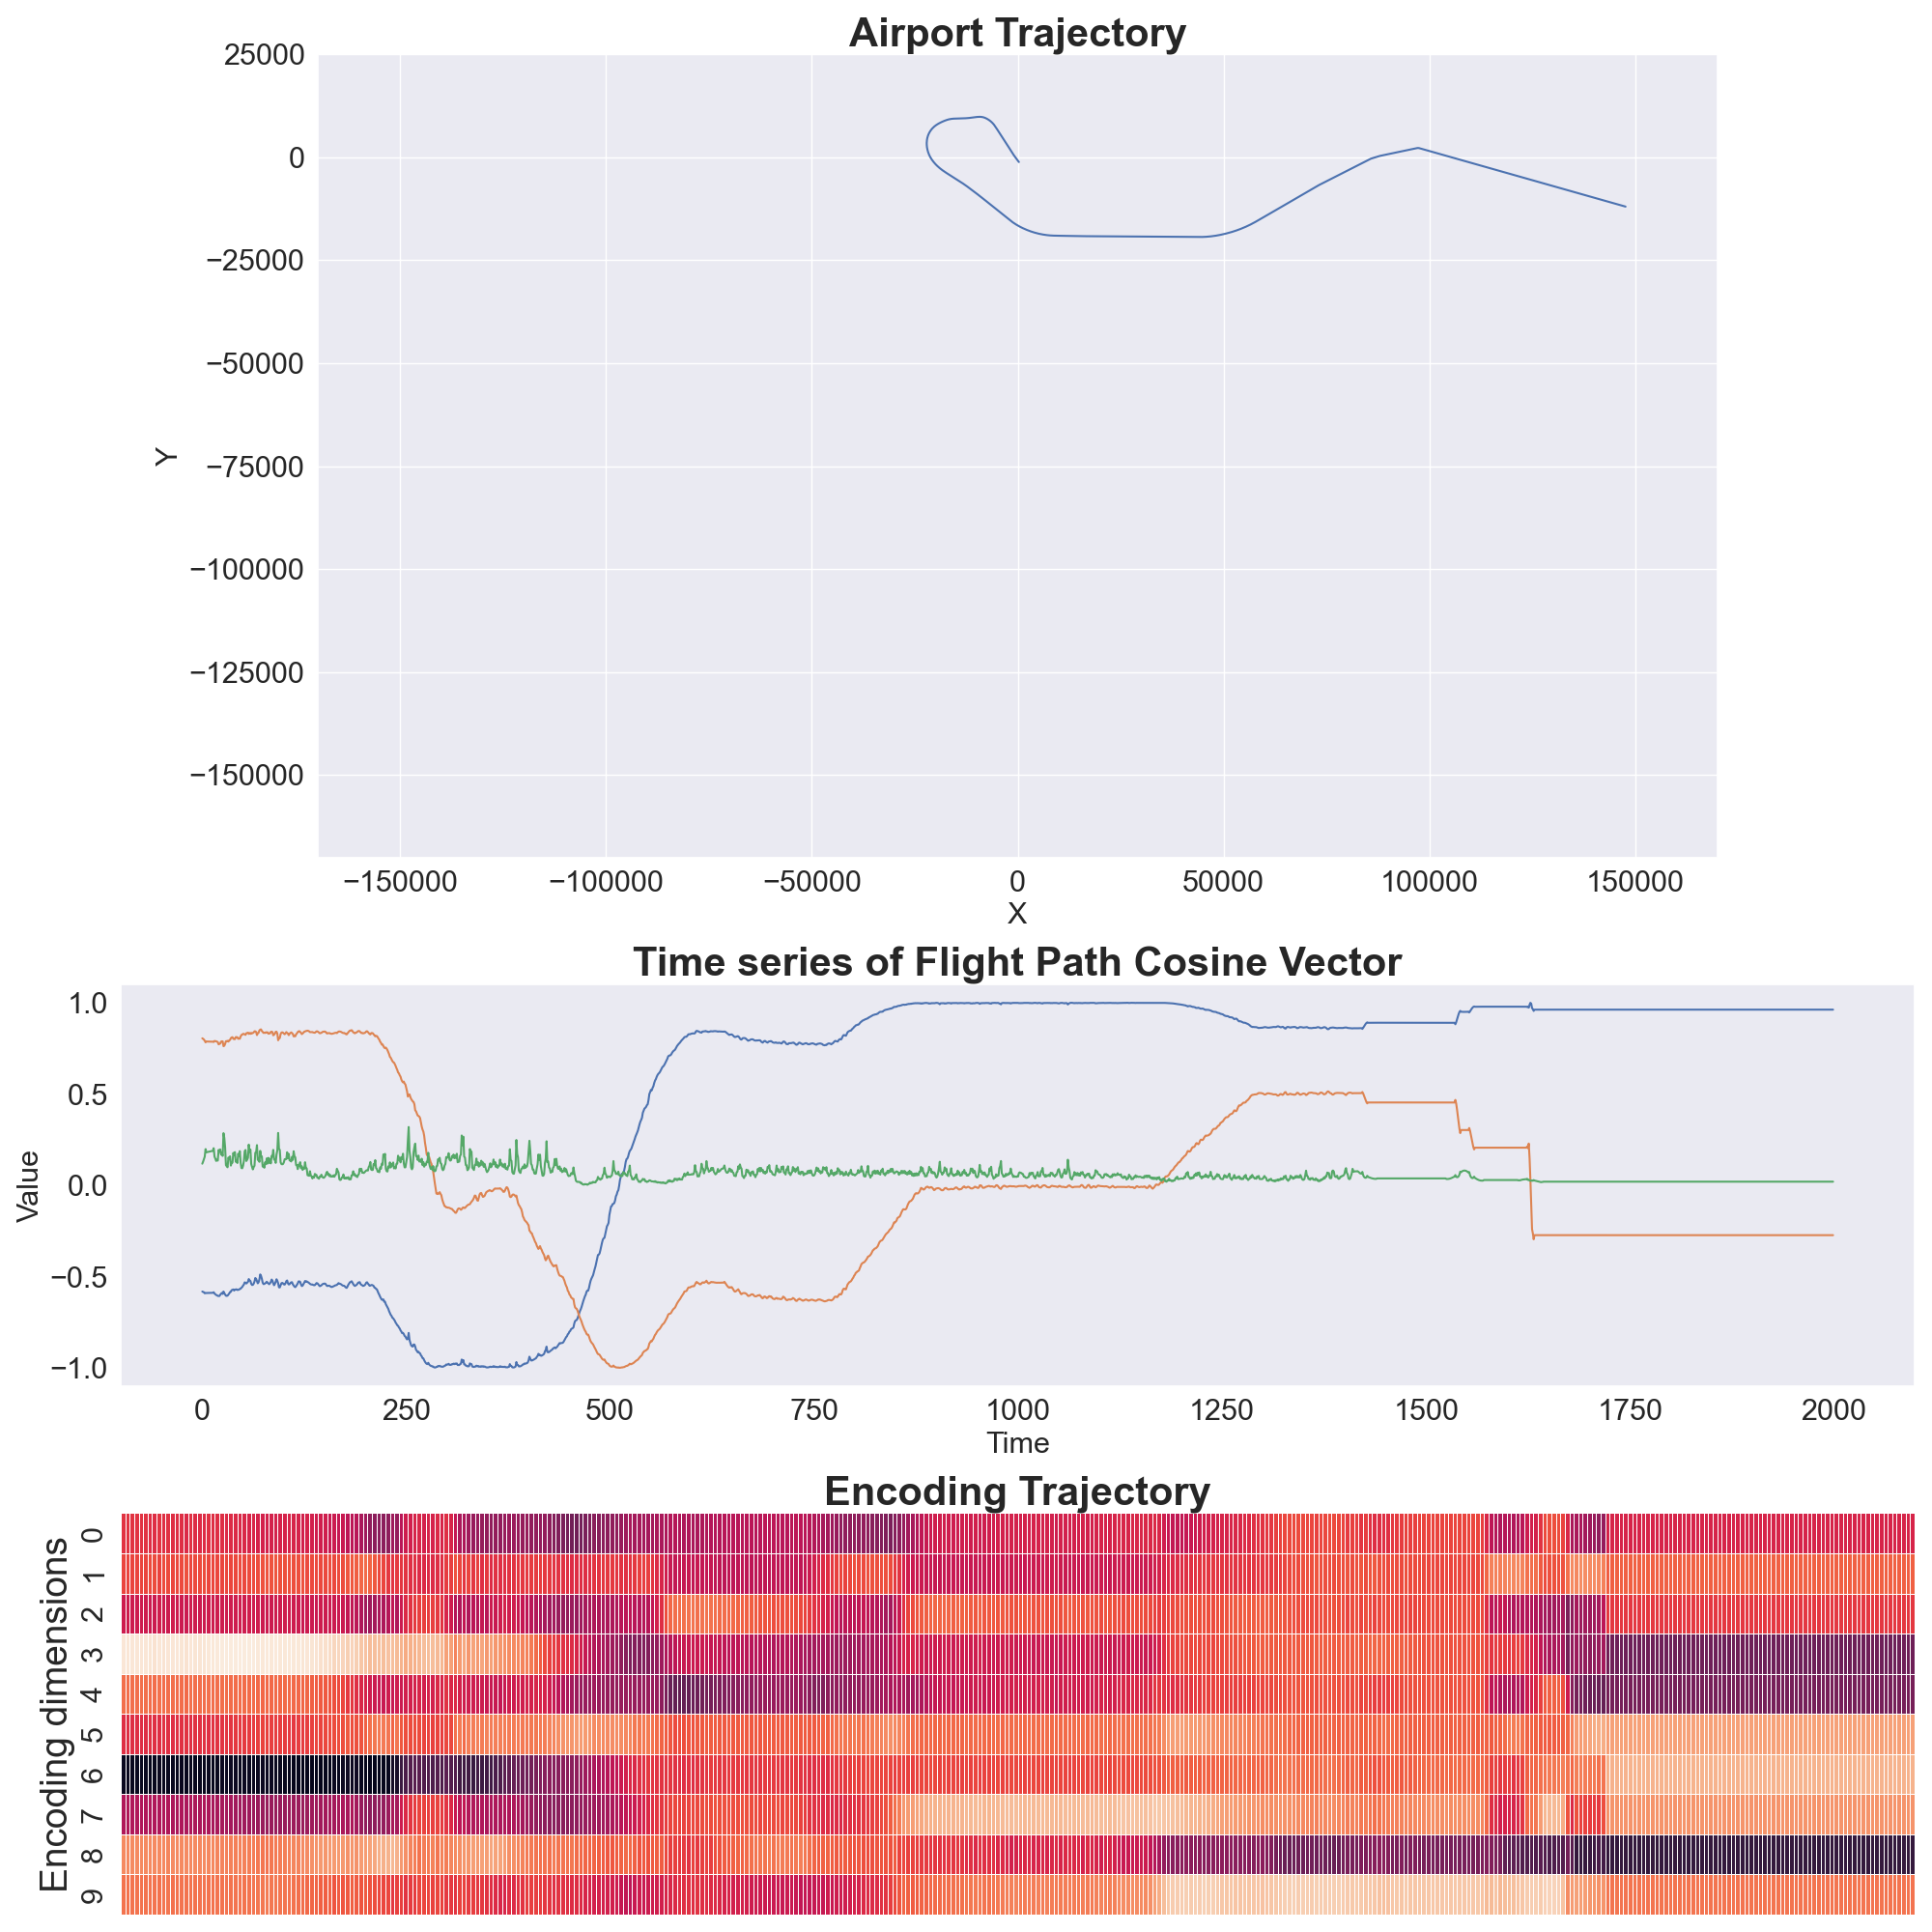 Airport Trajectory
25000
0
−25000
−50000
−75000
−100000
−125000
−150000
Y
−150000 −100000 −50000 0 50000 100000 150000
X
Time series of Flight Path Cosine Vector
1.0
0.5
0.0
−0.5
−1.0
Value
0 250 500 750 1000 1250 1500 1750 2000
Time
Encoding Trajectory
Encoding dimensions
0
1
2
3
4
5
6
7
8
9